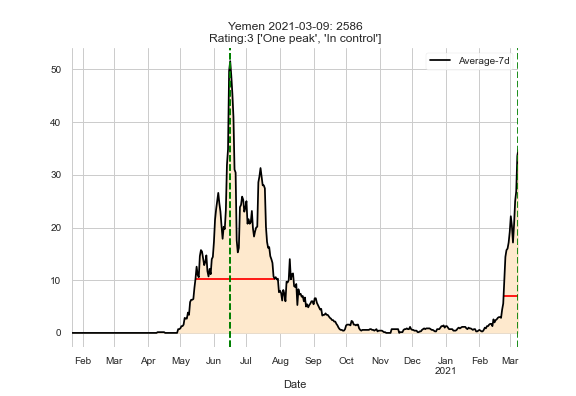 Yemen 2021-03-09: 2586
Rating:3 ['One peak', 'In control']
Average-7d
50
40
30
20
10
0
Feb Mar Apr May Jun Jul Aug Sep Oct Nov Dec Jan Feb Mar
2021
Date